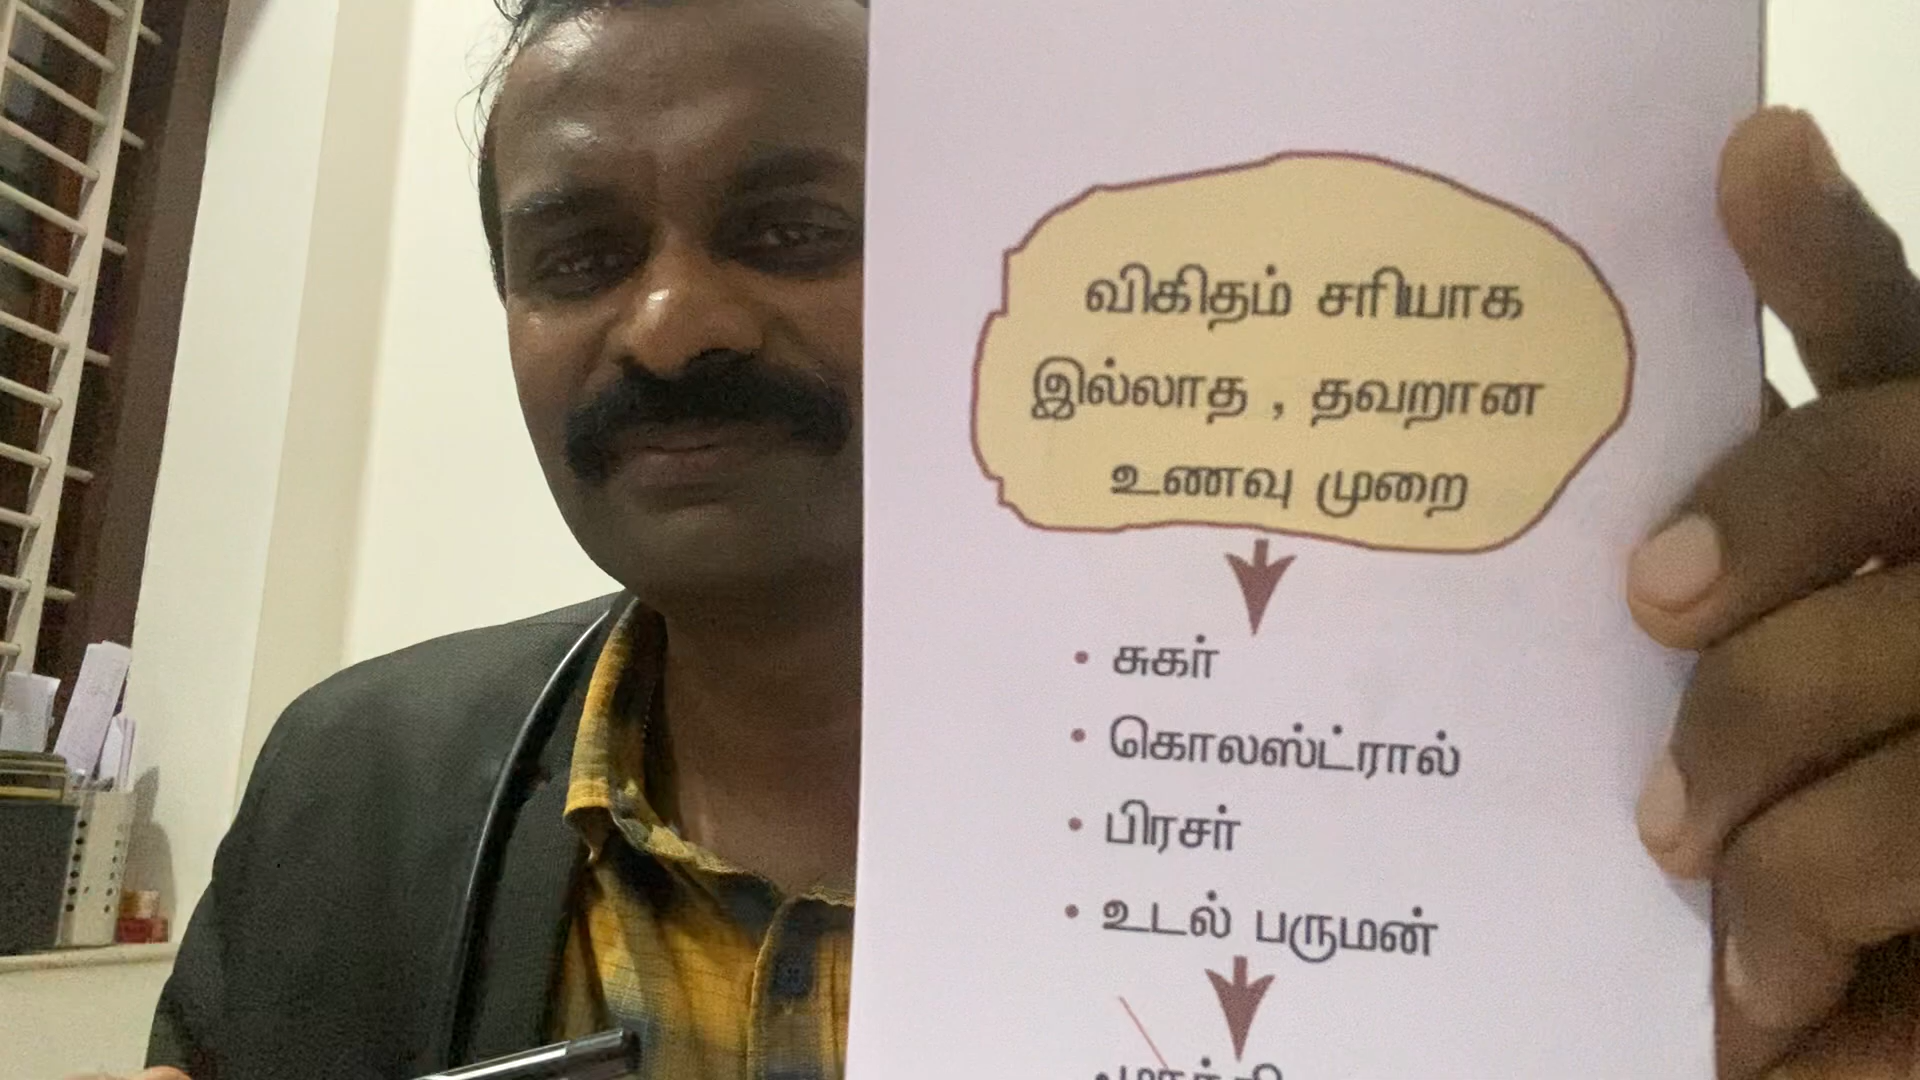 விகிதம் சரியாக
இல்லாத , தவறான
உணவு முறை
• சுகர்
• கொலஸ்ட்ரால்
• பிரசர்
• உடல் பருமன்